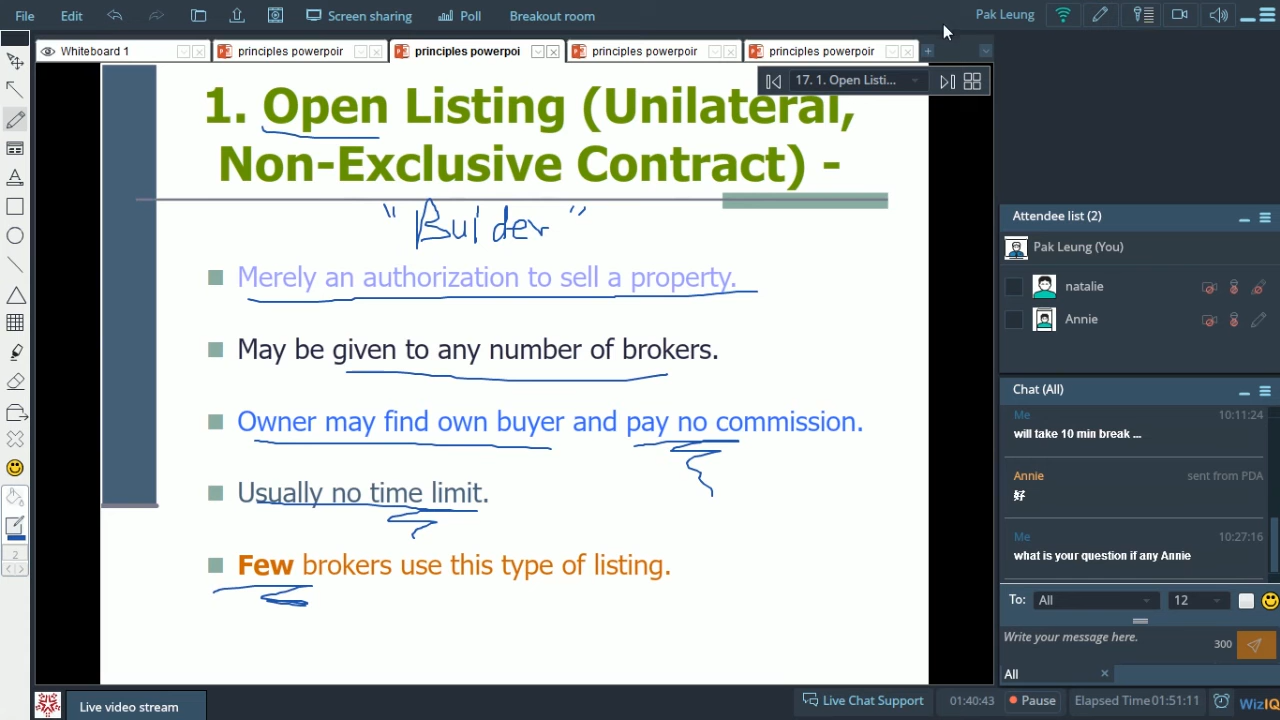 File Edit Screen sharing Poll Breakout room Pak Leung
Whiteboard 1 principles powerpoir principles powerpoi principles powerpoir principles powerpoir
17. 1. Open Listi...
1. Open Listing (Unilateral,
Non-Exclusive Contract) -
"Builder"
Merely an authorization to sell a property.
May be given to any number of brokers.
Owner may find own buyer and pay no commission.
Usually no time limit.
Few brokers use this type of listing.
Attendee list (2)
Pak Leung (You)
natalie
Annie
Chat (All)
Me 10:11:24
will take 10 min break ...
Annie sent from PDA
好
Me 10:27:16
what is your question if any Annie
To: All 12
Write your message here. 300
All
2
Live video stream Live Chat Support 01:40:43 Pause Elapsed Time 01:51:11 WizIQ